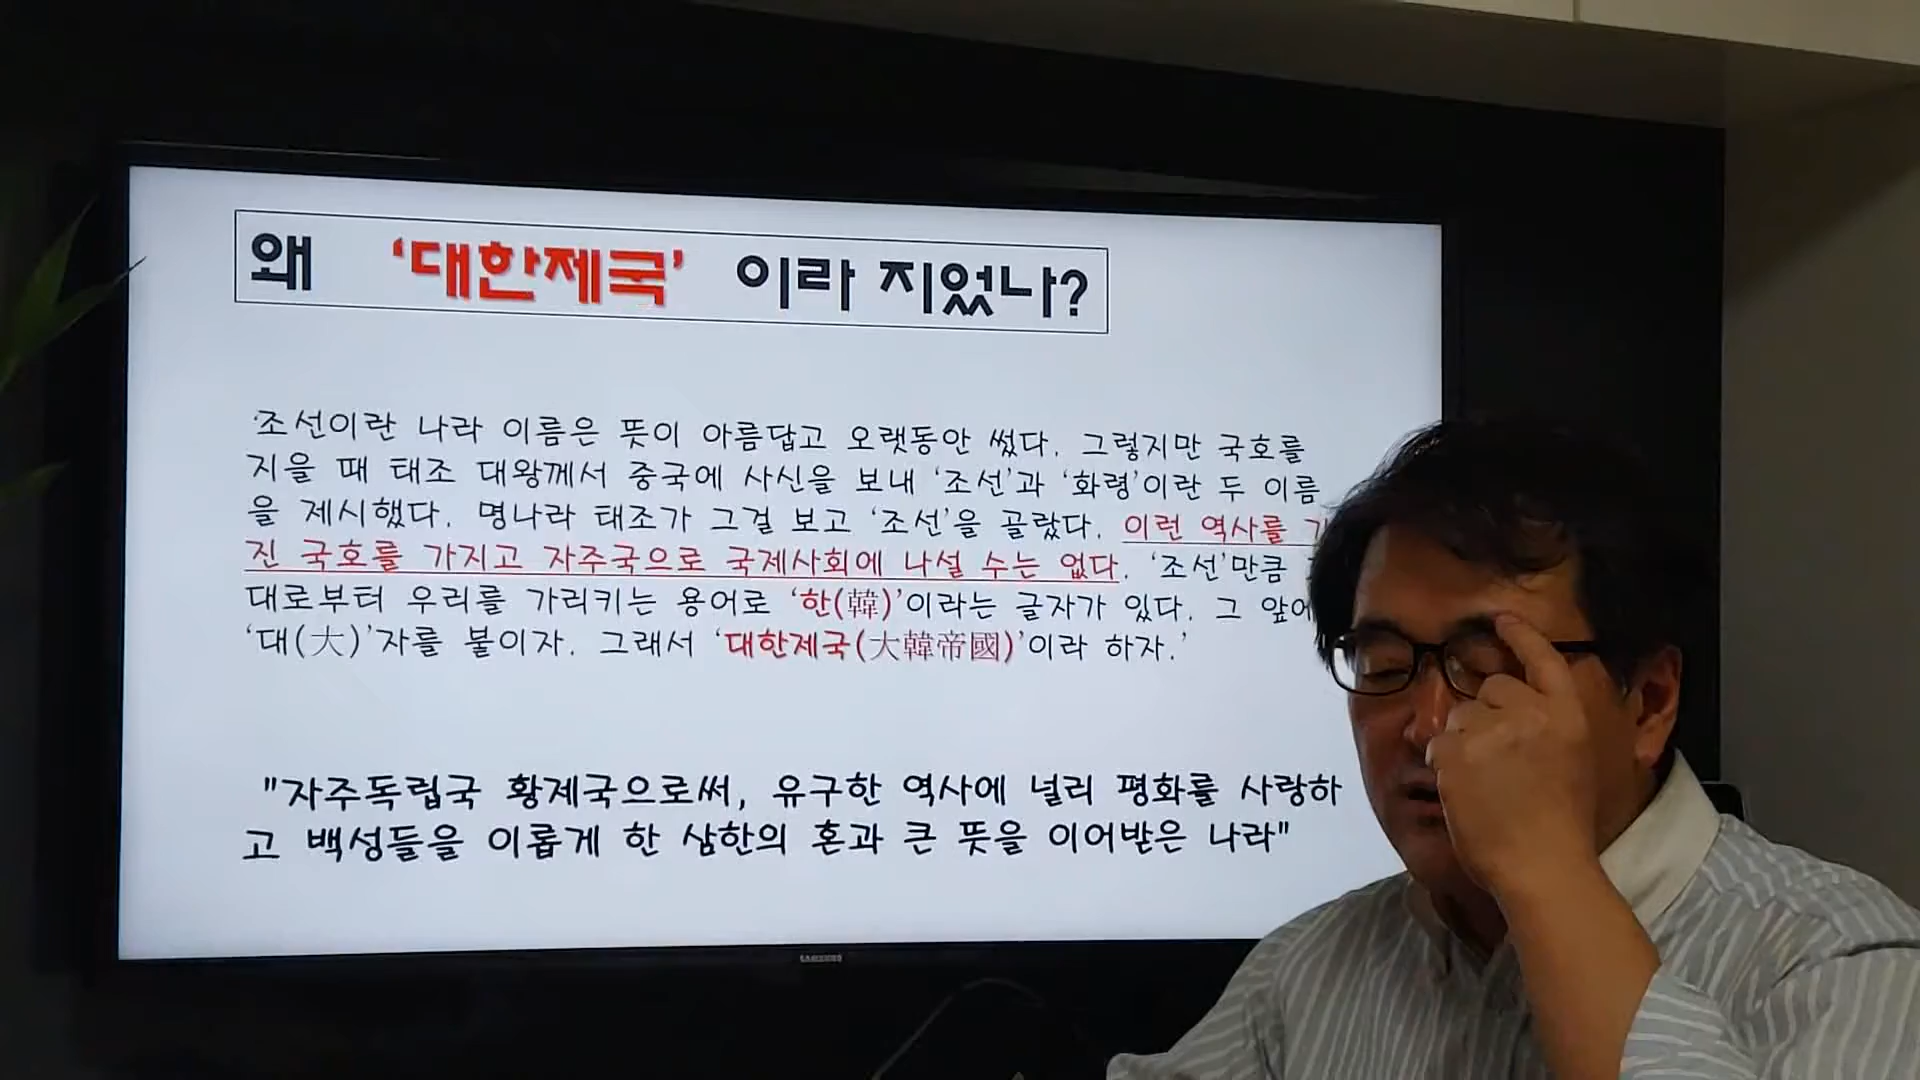 왜 '대한제국' 이라 지었나?
'조선이란 나라 이름은 뜻이 아름답고 오랫동안 썼다. 그렇지만 국호를
지을 때 태조 대왕께서 중국에 사신을 보내 '조선'과 '화령'이란 두 이름
을 제시했다. 명나라 태조가 그걸 보고 '조선'을 골랐다. 이런 역사를
진 국호를 가지고 자주국으로 국제사회에 나설 수는 없다. '조선'만큼
대로부터 우리를 가리키는 용어로 '한(韓)'이라는 글자가 있다. 그 앞에
'대(大)'자를 붙이자. 그래서 '대한제국(大韓帝國)'이라 하자.'
"자주독립국 황제국으로써, 유구한 역사에 널리 평화를 사랑하
고 백성들을 이롭게 한 삼한의 혼과 큰 뜻을 이어받은 나라"
SAMSUNG